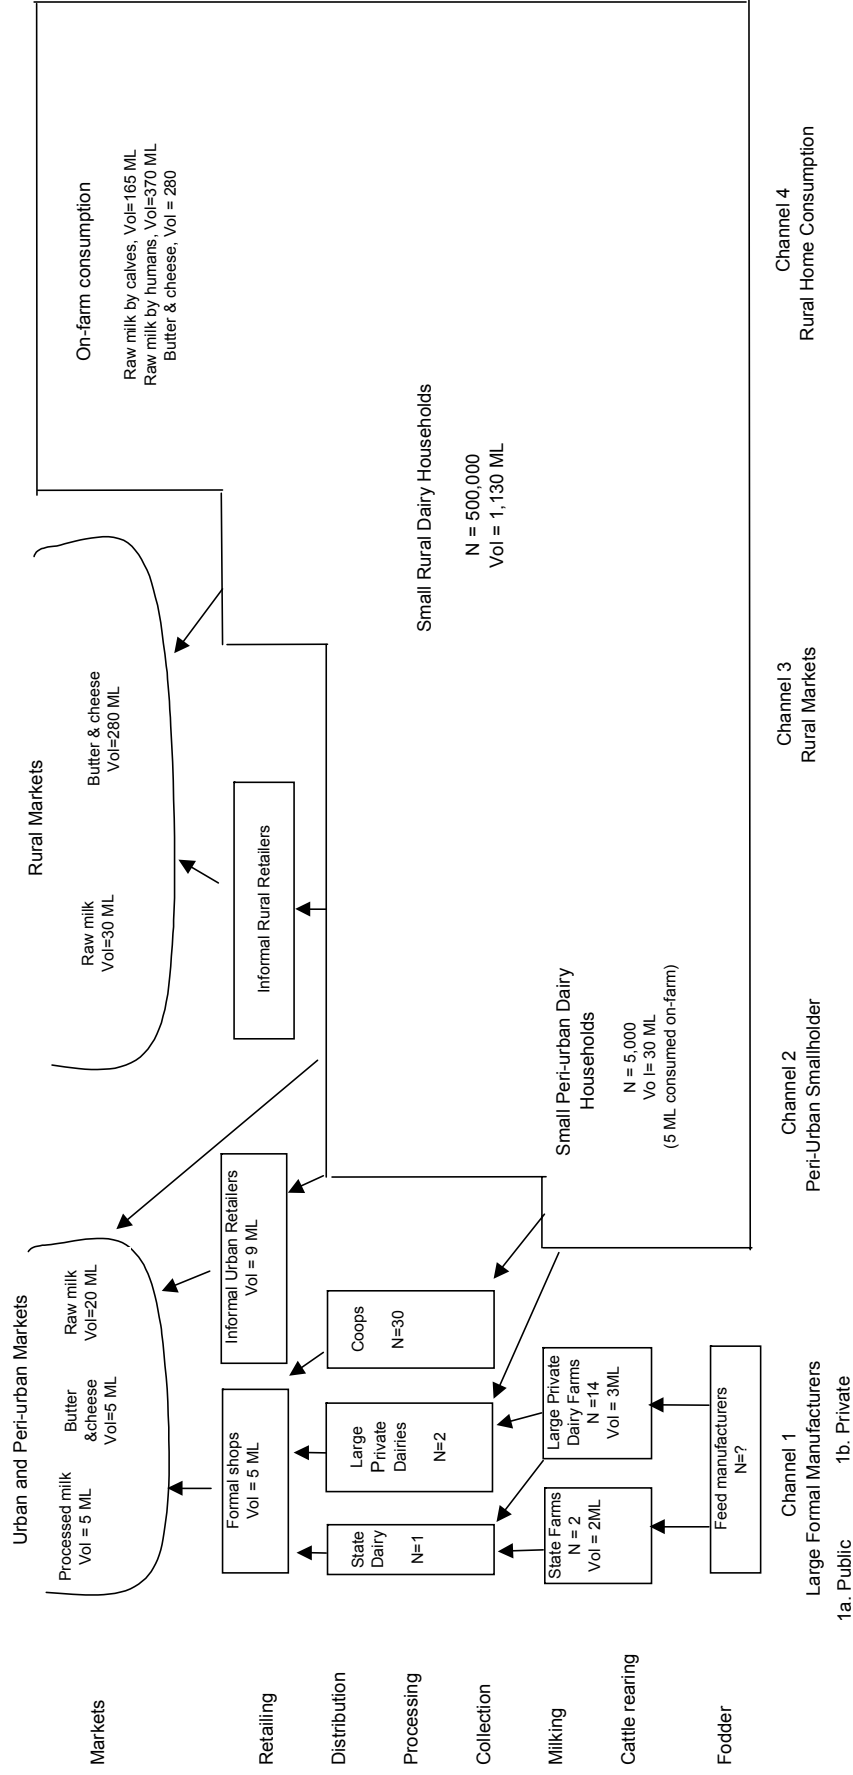 Urban and Peri-urban Markets
Processed milk
Vol = 5 ML
Butter
&cheese
Vol=5 ML
Raw milk
Vol=20 ML
Rural Markets
Raw milk
Vol=30 ML
Butter & cheese
Vol=280 ML
On-farm consumption
Raw milk by calves, Vol=165 ML
Raw milk by humans, Vol=370 ML
Butter & cheese, Vol = 280
Formal shops
Vol = 5 ML
Informal Urban Retailers
Vol = 9 ML
Informal Rural Retailers
State
Dairy
N=1
Large
Private
Dairies
N=2
Coops
N=30
Small Rural Dairy Households
N = 500,000
Vol = 1,130 ML
State Farms
N = 2
Vol = 2ML
Large Private
Dairy Farms
N =14
Vol = 3ML
Small Peri-urban Dairy
Households
N = 5,000
Vo l= 30 ML
(5 ML consumed on-farm)
Feed manufacturers
N=?
Markets
Retailing
Distribution
Processing
Collection
Milking
Cattle rearing
Fodder
Channel 1
Large Formal Manufacturers
1a. Public
1b. Private
Channel 2
Peri-Urban Smallholder
Channel 3
Rural Markets
Channel 4
Rural Home Consumption